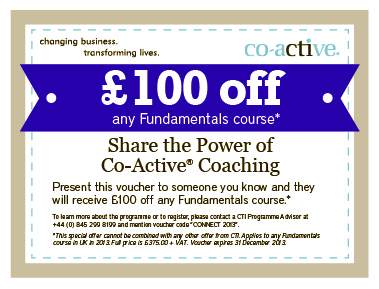 changing business.
transforming lives.
co-active.
£100 off
any Fundamentals course*
Share the Power of
Co-Active® Coaching
Present this voucher to someone you know and they
will receive £100 off any Fundamentals course.*
To learn more about the programme or to register, please contact a CTI Programme Advisor at
+44 (0) 845 299 8199 and mention voucher code "CONNECT 2013".
*This special offer cannot be combined with any other offer from CTI. Applies to any Fundamentals
course in UK in 2013. Full price is £375.00 + VAT. Voucher expires 31 December 2013.